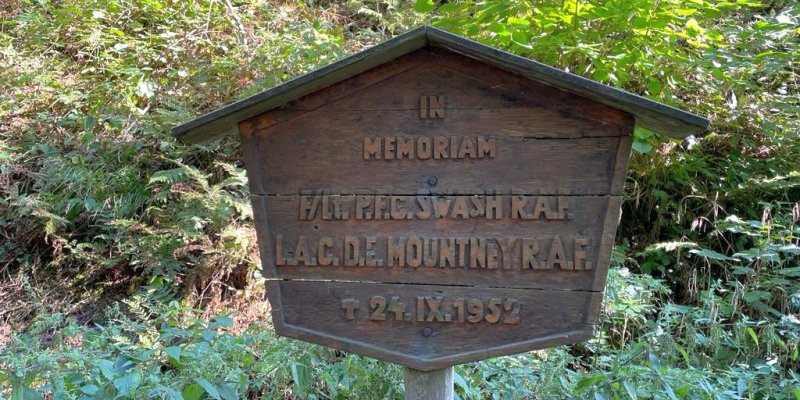 IN
MEMORIAM
F/LT. P.F.C. SWASH R.A.F.
L.A.C. D.E. MOUNTNEY R.A.F.
✝ 24. IX. 1952